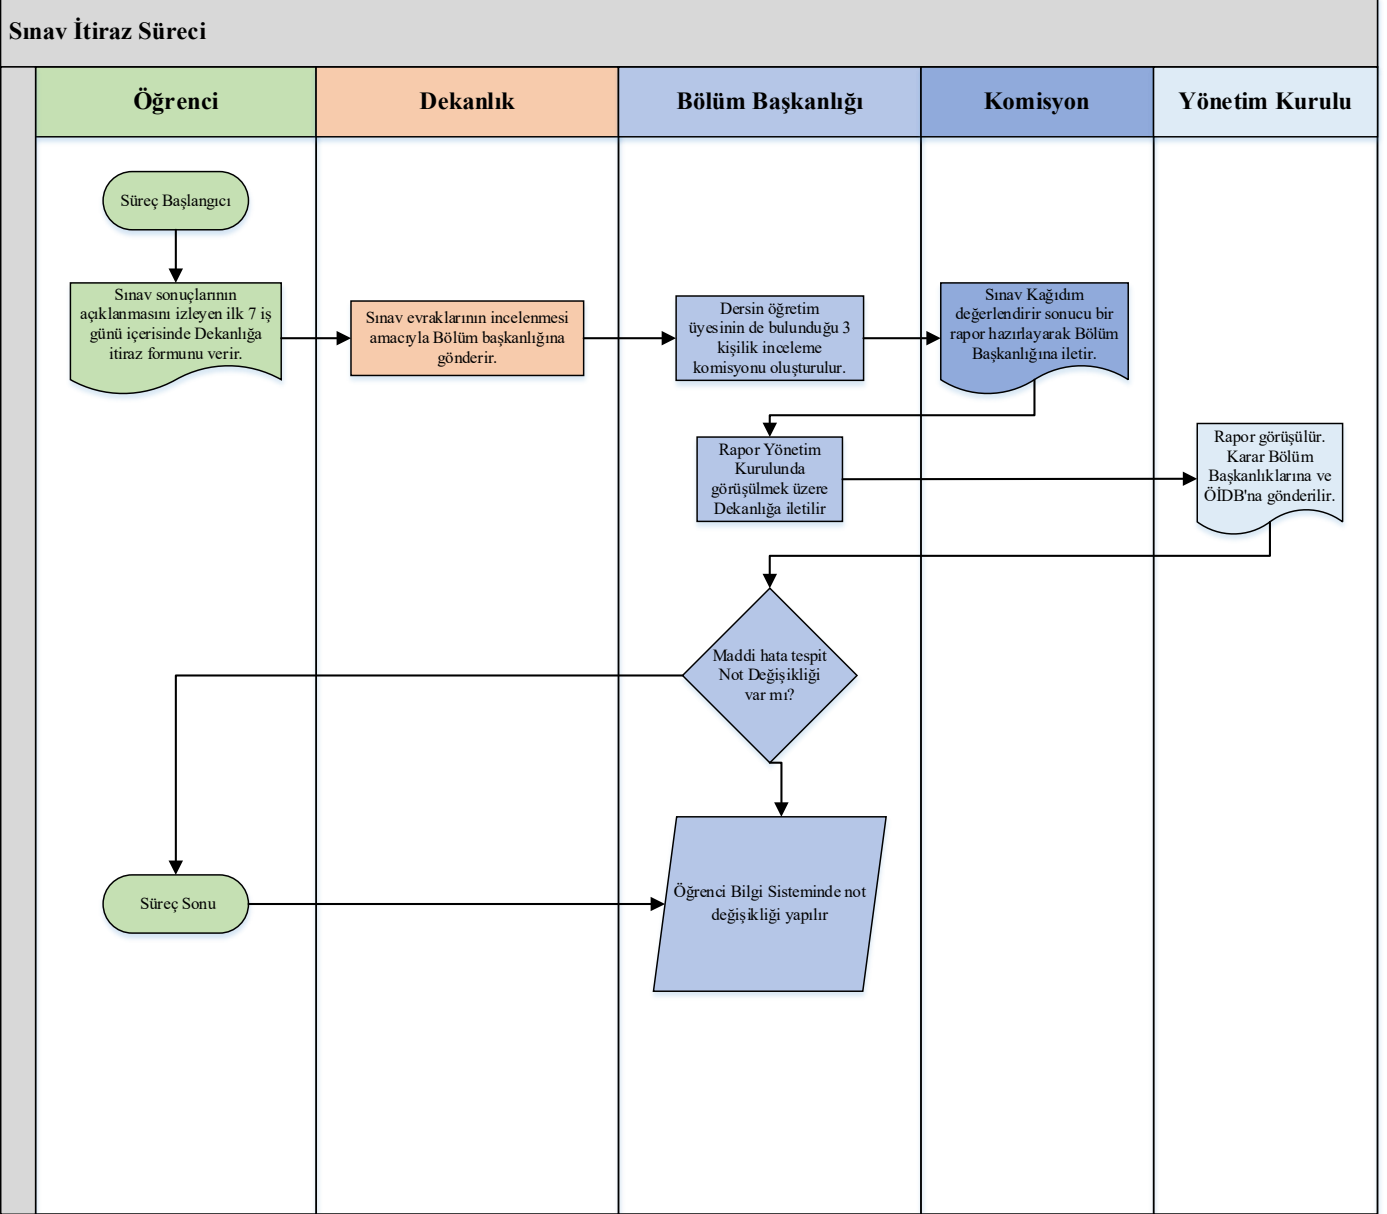 Sınav İtiraz Süreci
Öğrenci
Dekanlık
Bölüm Başkanlığı
Komisyon
Yönetim Kurulu
Süreç Başlangıcı
Sınav sonuçlarının
açıklanmasını izleyen ilk 7 iş
günü içerisinde Dekanlığa
itiraz formunu verir.
Sınav evraklarının incelenmesi
amacıyla Bölüm başkanlığına
gönderir.
Dersin öğretim
üyesinin de bulunduğu 3
kişilik inceleme
komisyonu oluşturulur.
Sınav Kağıdım
değerlendirir sonucu bir
rapor hazırlayarak Bölüm
Başkanlığına iletir.
Rapor Yönetim
Kurulunda
görüşülmek üzere
Dekanlığa iletilir
Rapor görüşülür.
Karar Bölüm
Başkanlıklarına ve
ÖİDB'na gönderilir.
Maddi hata tespit
Not Değişikliği
var mı?
Süreç Sonu
Öğrenci Bilgi Sisteminde not
değişikliği yapılır